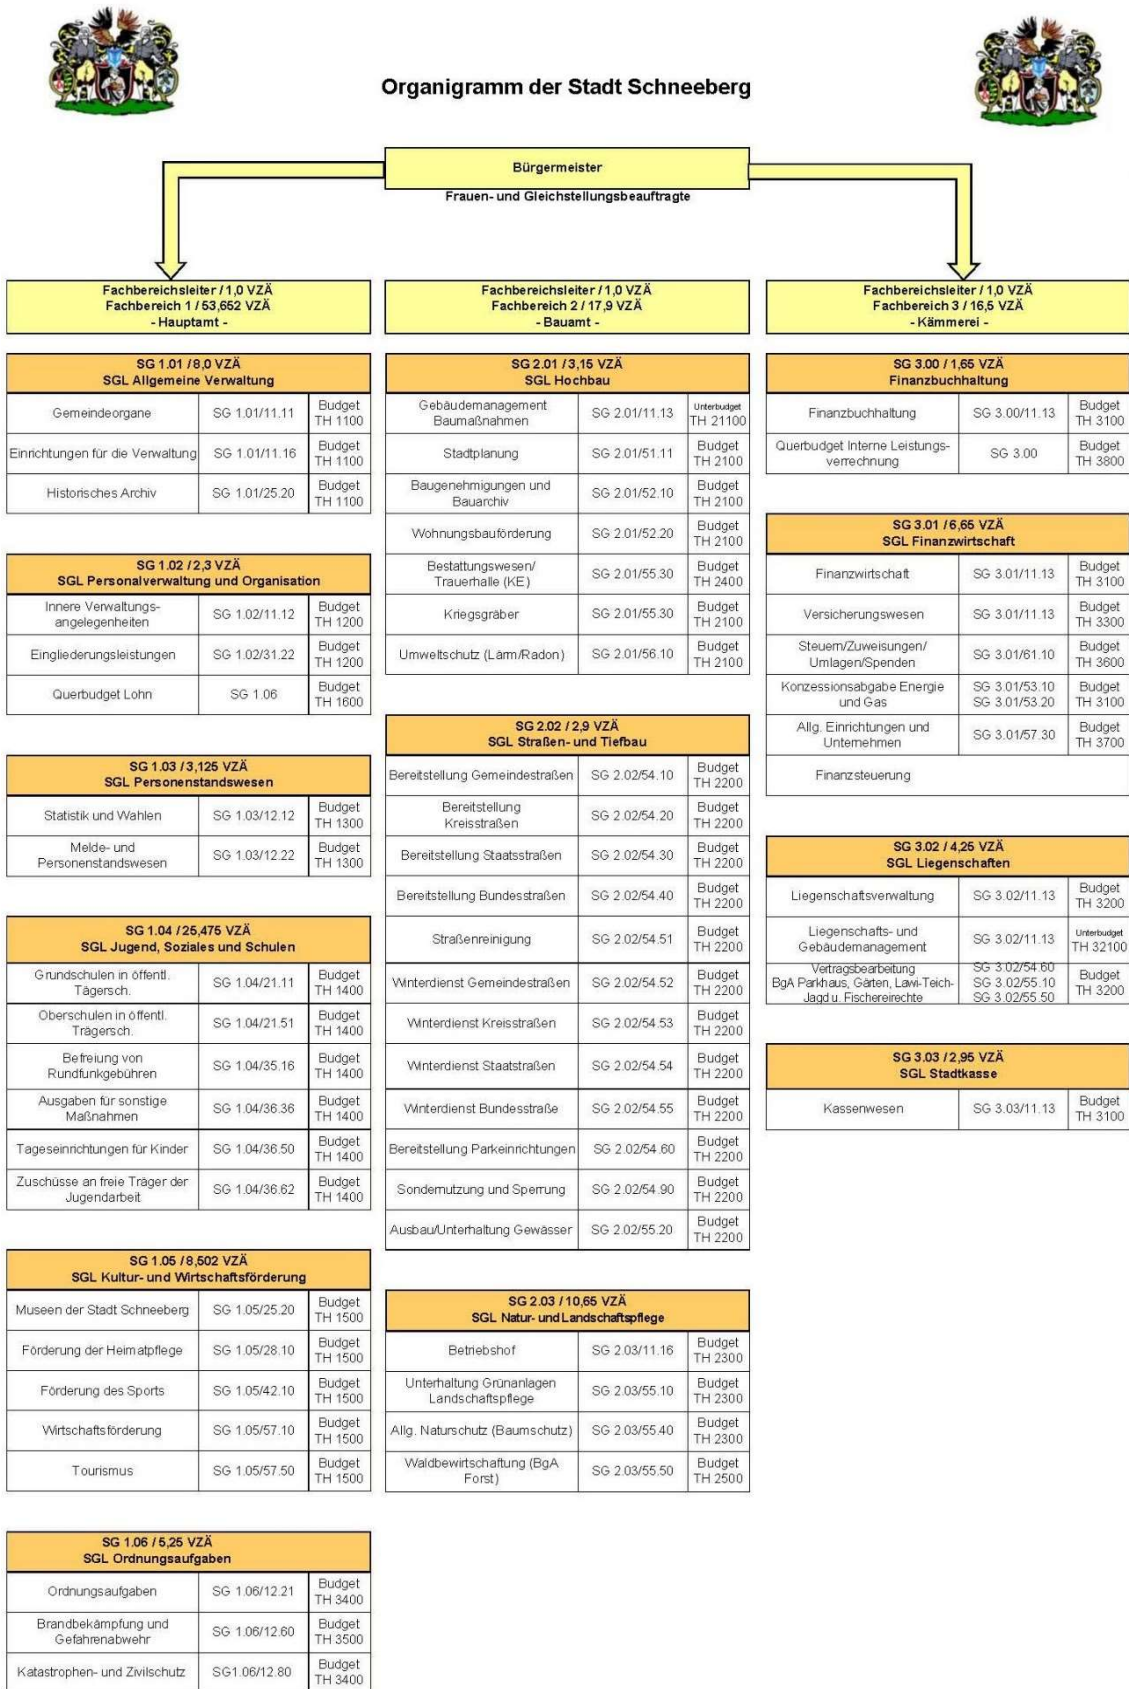 Organigramm der Stadt Schneeberg
Bürgermeister
Frauen- und Gleichstellungsbeauftragte
Fachbereichsleiter / 1,0 VZÄ
Fachbereich 1 / 53,652 VZÄ
- Hauptamt -
SG 1.01 / 8,0 VZÄ
SGL Allgemeine Verwaltung
Gemeindeorgane SG 1.01/11.11 Budget TH 1100
Einrichtungen für die Verwaltung SG 1.01/11.16 Budget TH 1100
Historisches Archiv SG 1.01/25.20 Budget TH 1100
SG 1.02 / 2,3 VZÄ
SGL Personalverwaltung und Organisation
Innere Verwaltungs-
angelegenheiten SG 1.02/11.12 Budget TH 1200
Eingliederungsleistungen SG 1.02/31.22 Budget TH 1200
Querbudget Lohn SG 1.06 Budget TH 1600
SG 1.03 / 3,125 VZÄ
SGL Personenstandswesen
Statistik und Wahlen SG 1.03/12.12 Budget TH 1300
Melde- und
Personenstandswesen SG 1.03/12.22 Budget TH 1300
SG 1.04 / 25,475 VZÄ
SGL Jugend, Soziales und Schulen
Grundschulen in öffentl.
Tägersch. SG 1.04/21.11 Budget TH 1400
Oberschulen in öffentl.
Trägersch. SG 1.04/21.51 Budget TH 1400
Befreiung von
Rundfunkgebühren SG 1.04/35.16 Budget TH 1400
Ausgaben für sonstige
Maßnahmen SG 1.04/36.36 Budget TH 1400
Tageseinrichtungen für Kinder SG 1.04/36.50 Budget TH 1400
Zuschüsse an freie Träger der
Jugendarbeit SG 1.04/36.62 Budget TH 1400
SG 1.05 / 8,502 VZÄ
SGL Kultur- und Wirtschaftsförderung
Museen der Stadt Schneeberg SG 1.05/25.20 Budget TH 1500
Förderung der Heimatpflege SG 1.05/28.10 Budget TH 1500
Förderung des Sports SG 1.05/42.10 Budget TH 1500
Wirtschaftsförderung SG 1.05/57.10 Budget TH 1500
Tourismus SG 1.05/57.50 Budget TH 1500
SG 1.06 / 5,25 VZÄ
SGL Ordnungsaufgaben
Ordnungsaufgaben SG 1.06/12.21 Budget TH 3400
Brandbekämpfung und
Gefahrenabwehr SG 1.06/12.60 Budget TH 3500
Katastrophen- und Zivilschutz SG1.06/12.80 Budget TH 3400
Fachbereichsleiter / 1,0 VZÄ
Fachbereich 2 / 17,9 VZÄ
- Bauamt -
SG 2.01 / 3,15 VZÄ
SGL Hochbau
Gebäudemanagement
Baumaßnahmen SG 2.01/11.13 Unterbudget TH 21100
Stadtplanung SG 2.01/51.11 Budget TH 2100
Baugenehmigungen und
Bauarchiv SG 2.01/52.10 Budget TH 2100
Wohnungsbauförderung SG 2.01/52.20 Budget TH 2100
Bestattungswesen/
Trauerhalle (KE) SG 2.01/55.30 Budget TH 2400
Kriegsgräber SG 2.01/55.30 Budget TH 2100
Umweltschutz (Lärm/Radon) SG 2.01/56.10 Budget TH 2100
SG 2.02 / 2,9 VZÄ
SGL Straßen- und Tiefbau
Bereitstellung Gemeindestraßen SG 2.02/54.10 Budget TH 2200
Bereitstellung
Kreisstraßen SG 2.02/54.20 Budget TH 2200
Bereitstellung Staatsstraßen SG 2.02/54.30 Budget TH 2200
Bereitstellung Bundesstraßen SG 2.02/54.40 Budget TH 2200
Straßenreinigung SG 2.02/54.51 Budget TH 2200
Winterdienst Gemeindestraßen SG 2.02/54.52 Budget TH 2200
Winterdienst Kreisstraßen SG 2.02/54.53 Budget TH 2200
Winterdienst Staatstraßen SG 2.02/54.54 Budget TH 2200
Winterdienst Bundesstraße SG 2.02/54.55 Budget TH 2200
Bereitstellung Parkeinrichtungen SG 2.02/54.60 Budget TH 2200
Sondernutzung und Sperrung SG 2.02/54.90 Budget TH 2200
Ausbau/Unterhaltung Gewässer SG 2.02/55.20 Budget TH 2200
SG 2.03 / 10,65 VZÄ
SGL Natur- und Landschaftspflege
Betriebshof SG 2.03/11.16 Budget TH 2300
Unterhaltung Grünanlagen
Landschaftspflege SG 2.03/55.10 Budget TH 2300
Allg. Naturschutz (Baumschutz) SG 2.03/55.40 Budget TH 2300
Waldbewirtschaftung (BgA
Forst) SG 2.03/55.50 Budget TH 2500
Fachbereichsleiter / 1,0 VZÄ
Fachbereich 3 / 16,5 VZÄ
- Kämmerei -
SG 3.00 / 1,65 VZÄ
Finanzbuchhaltung
Finanzbuchhaltung SG 3.00/11.13 Budget TH 3100
Querbudget Interne Leistungs-
verrechnung SG 3.00 Budget TH 3800
SG 3.01 / 6,65 VZÄ
SGL Finanzwirtschaft
Finanzwirtschaft SG 3.01/11.13 Budget TH 3100
Versicherungswesen SG 3.01/11.13 Budget TH 3300
Steuern/Zuweisungen/
Umlagen/Spenden SG 3.01/61.10 Budget TH 3600
Konzessionsabgabe Energie SG 3.01/53.10 Budget
und Gas SG 3.01/53.20 TH 3100
Allg. Einrichtungen und
Unternehmen SG 3.01/57.30 Budget TH 3700
Finanzsteuerung
SG 3.02 / 4,25 VZÄ
SGL Liegenschaften
Liegenschaftsverwaltung SG 3.02/11.13 Budget TH 3200
Liegenschafts- und
Gebäudemanagement SG 3.02/11.13 Unterbudget TH 32100
Vertragsbearbeitung SG 3.02/54.60
BgA Parkhaus, Gärten, Lawi-Teich- SG 3.02/55.10 Budget
Jagd u. Fischereirechte SG 3.02/55.50 TH 3200
SG 3.03 / 2,95 VZÄ
SGL Stadtkasse
Kassenwesen SG 3.03/11.13 Budget TH 3100